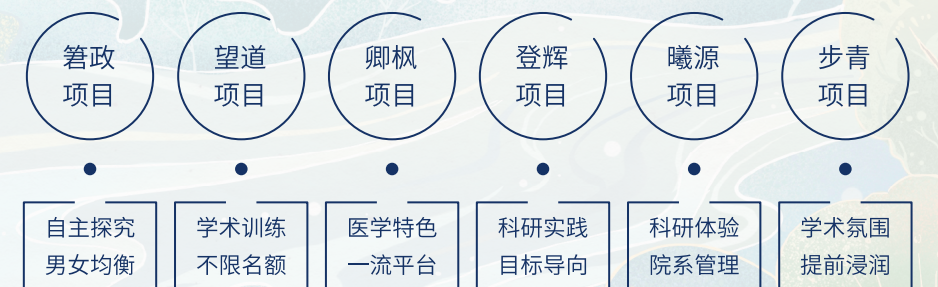 箬政
项目
望道
项目
卿枫
项目
登辉
项目
曦源
项目
步青
项目
自主探究
男女均衡
学术训练
不限名额
医学特色
一流平台
科研实践
目标导向
科研体验
院系管理
学术氛围
提前浸润